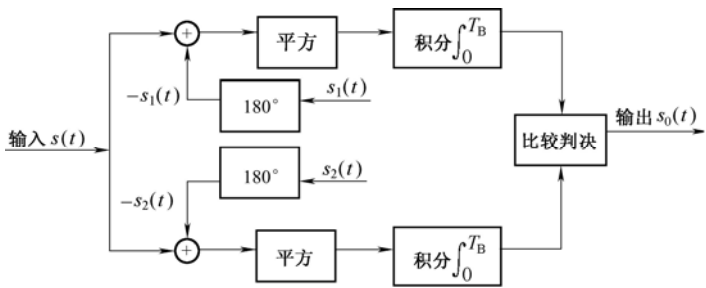 平方
积分∫₀^{T_B}
-s₁(t)
180°
s₁(t)
输入 s(t)
比较判决
输出 s₀(t)
180°
s₂(t)
-s₂(t)
平方
积分∫₀^{T_B}